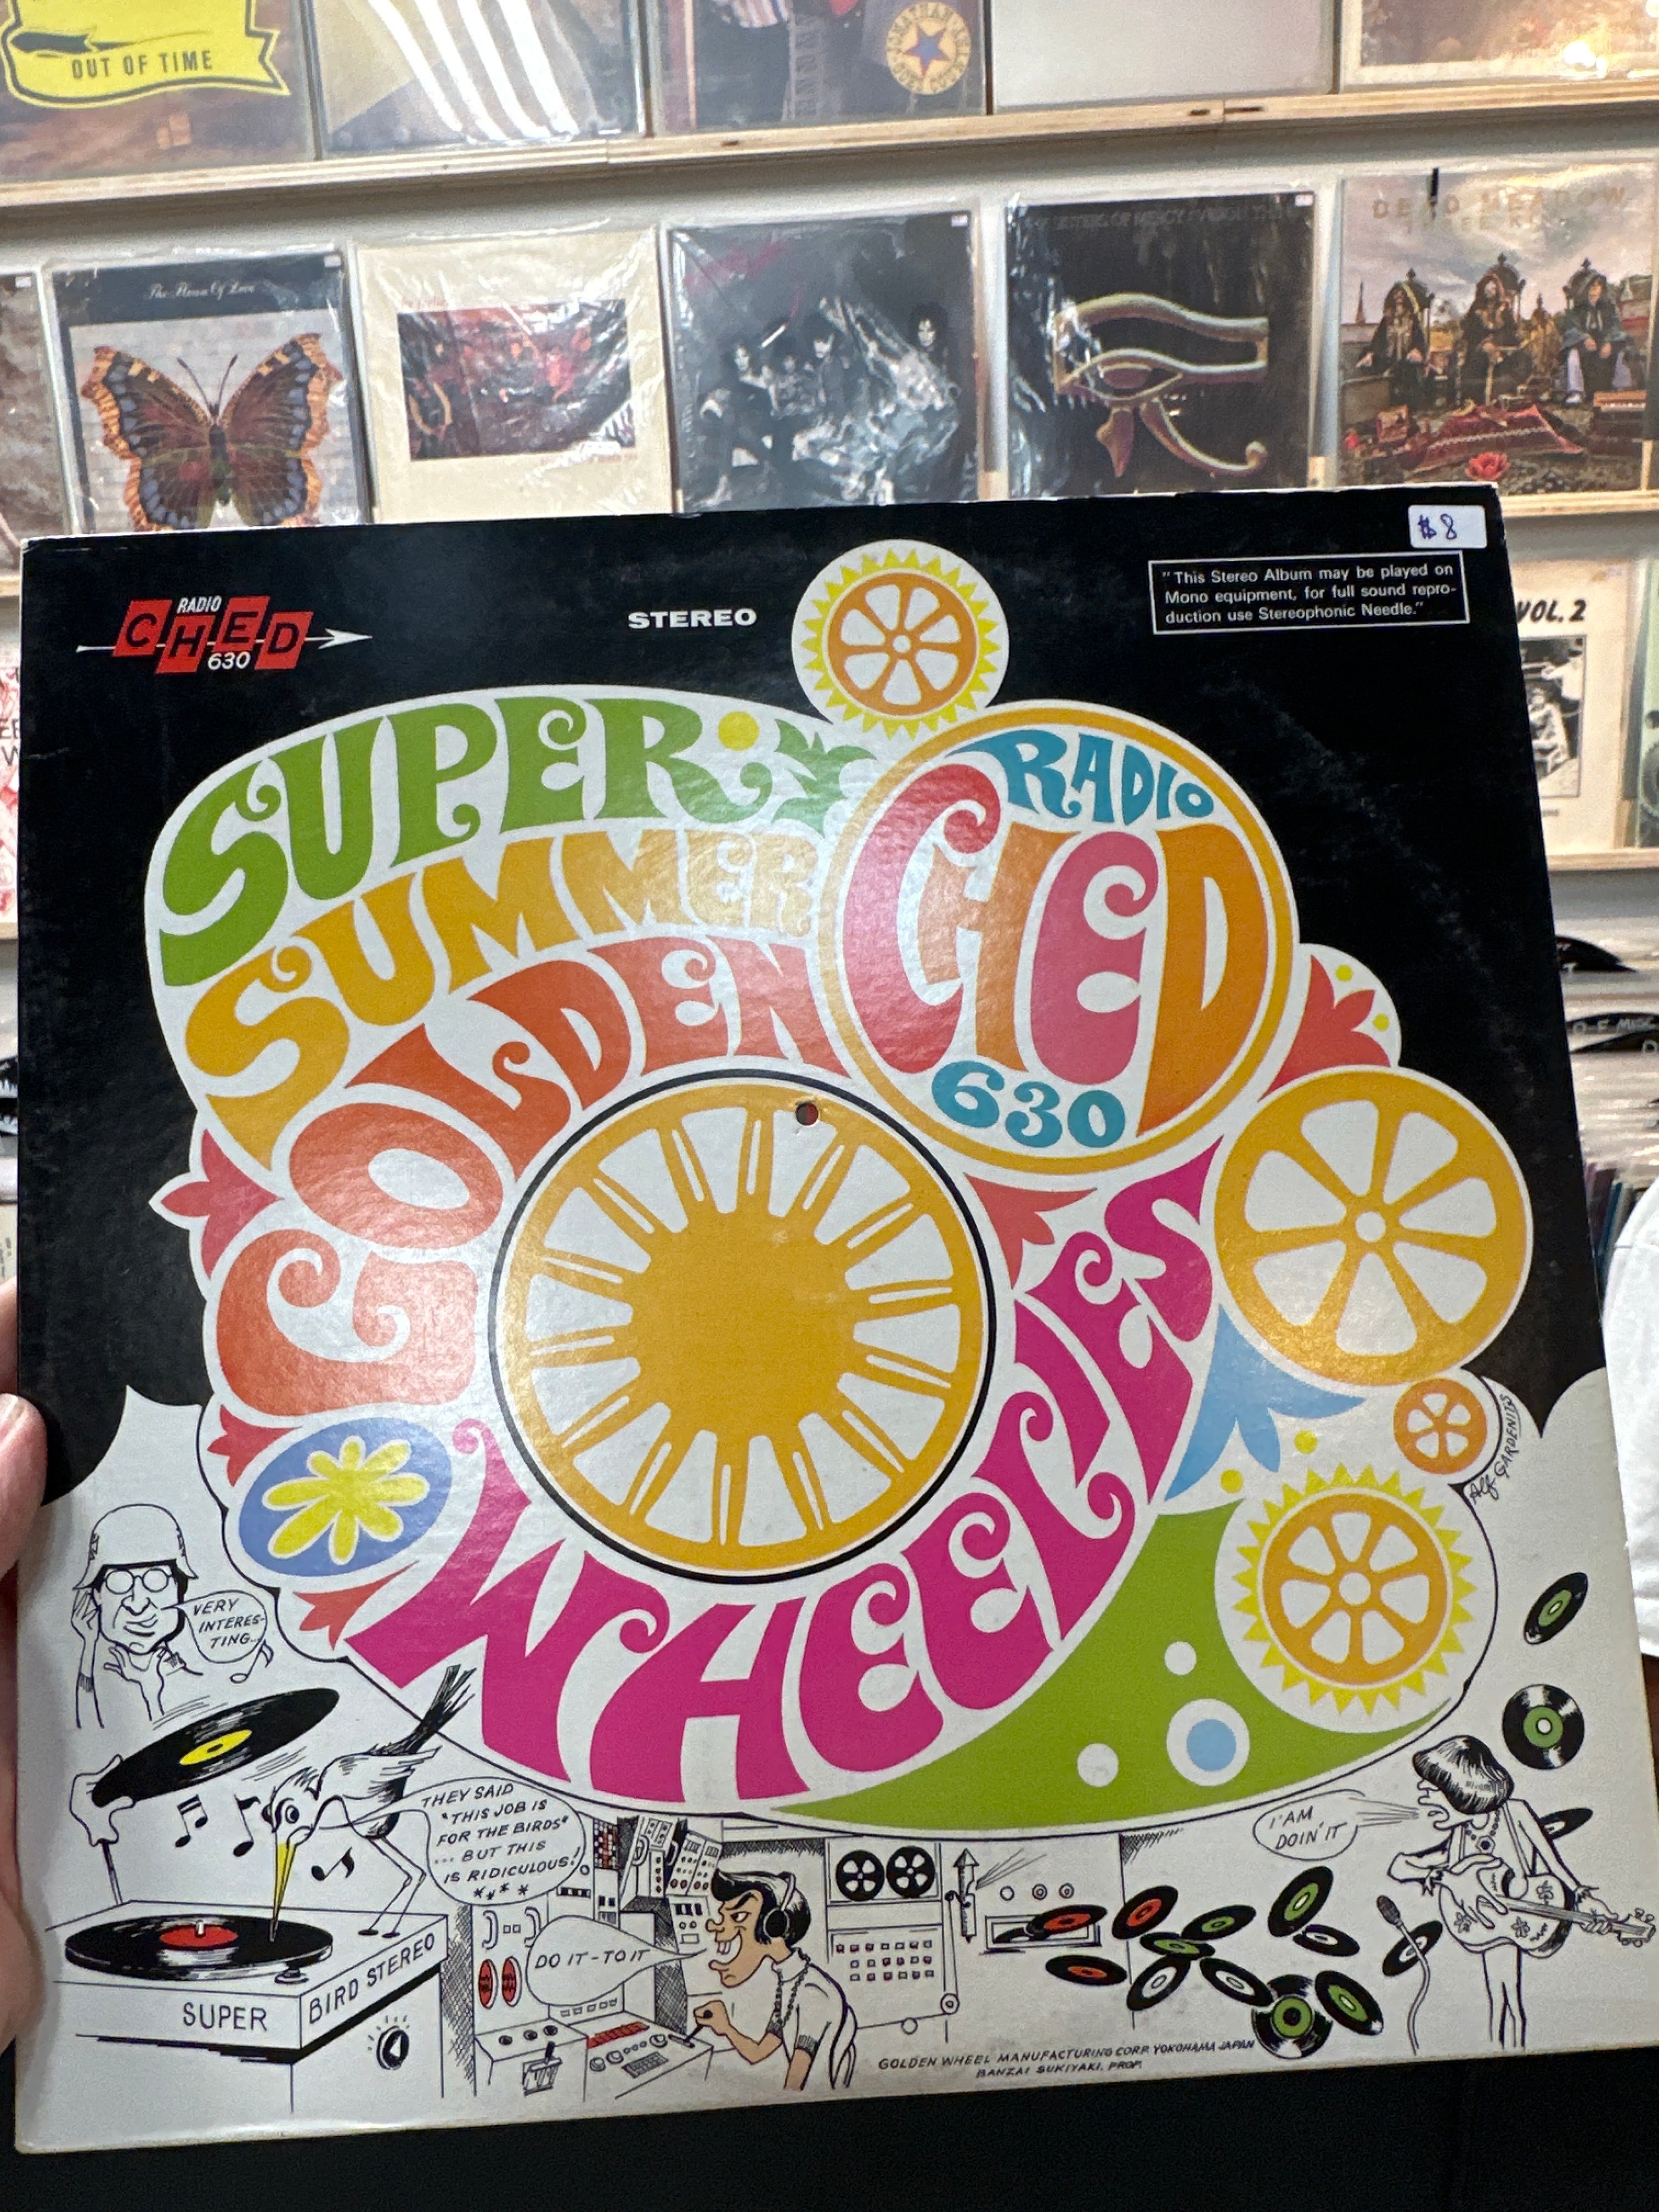 OUT OF TIME
The House Of Love
DEAD MEADOW
$8
RADIO
CHED
630
STEREO
"This Stereo Album may be played on
Mono equipment, for full sound repro-
duction use Stereophonic Needle."
VOL. 2
SUPER
SUMMER
GOLDEN
WHEELIES
RADIO
CHED
630
Alf GARDENITS
VERY
INTERES-
TING...
THEY SAID
"THIS JOB IS
FOR THE BIRDS"
... BUT THIS
IS RIDICULOUS!
****
SUPER
BIRD STEREO
DO IT-TO IT
I'AM
DOIN' IT
GOLDEN WHEEL MANUFACTURING CORP. YOKOHAMA JAPAN
BANZAI SUKIYAKI, PROP.